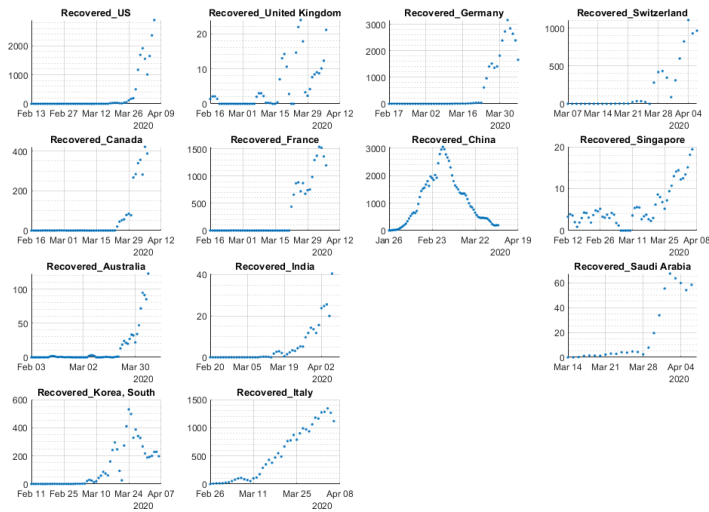 Recovered_US
2000
1000
0
Feb 13 Feb 27 Mar 12 Mar 26 Apr 09
2020
Recovered_United Kingdom
20
10
0
Feb 16 Mar 01 Mar 15 Mar 29 Apr 12
2020
Recovered_Germany
3000
2000
1000
0
Feb 17 Mar 02 Mar 16 Mar 30
2020
Recovered_Switzerland
1000
500
0
Mar 07 Mar 14 Mar 21 Mar 28 Apr 04
2020
Recovered_Canada
400
200
0
Feb 16 Mar 01 Mar 15 Mar 29 Apr 12
2020
Recovered_France
1500
1000
500
0
Feb 16 Mar 01 Mar 15 Mar 29 Apr 12
2020
Recovered_China
3000
2000
1000
0
Jan 26 Feb 23 Mar 22 Apr 19
2020
Recovered_Singapore
20
10
0
Feb 12 Feb 26 Mar 11 Mar 25 Apr 08
2020
Recovered_Australia
100
50
0
Feb 03 Mar 02 Mar 30
2020
Recovered_India
40
20
0
Feb 20 Mar 05 Mar 19 Apr 02
2020
Recovered_Saudi Arabia
60
40
20
0
Mar 14 Mar 21 Mar 28 Apr 04
2020
Recovered_Korea, South
600
400
200
0
Feb 11 Feb 25 Mar 10 Mar 24 Apr 07
2020
Recovered_Italy
1500
1000
500
0
Feb 26 Mar 11 Mar 25 Apr 08
2020